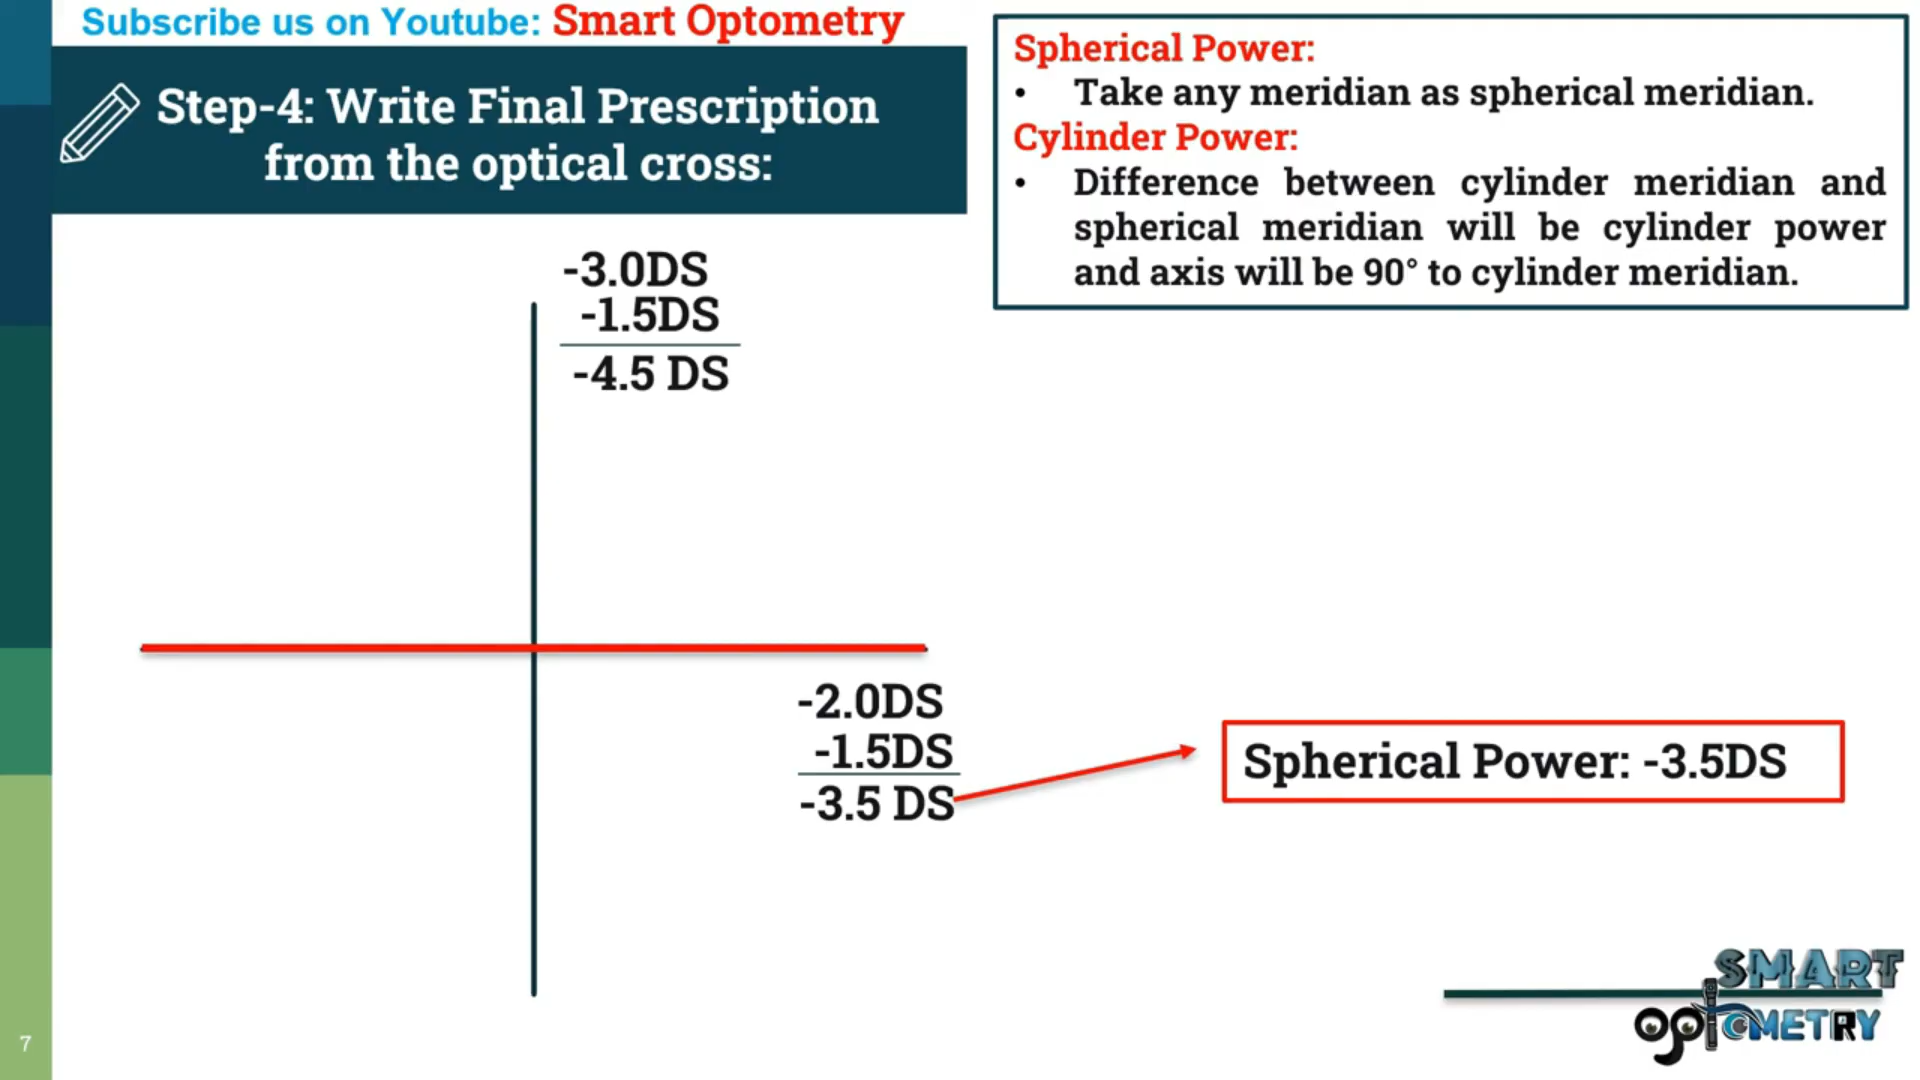 Subscribe us on Youtube: Smart Optometry
Step-4: Write Final Prescription
from the optical cross:
Spherical Power:
• Take any meridian as spherical meridian.
Cylinder Power:
• Difference between cylinder meridian and
spherical meridian will be cylinder power
and axis will be 90° to cylinder meridian.
-3.0DS
-1.5DS
-4.5 DS
-2.0DS
-1.5DS
-3.5 DS
Spherical Power: -3.5DS
SMART
OptOMETRY
7